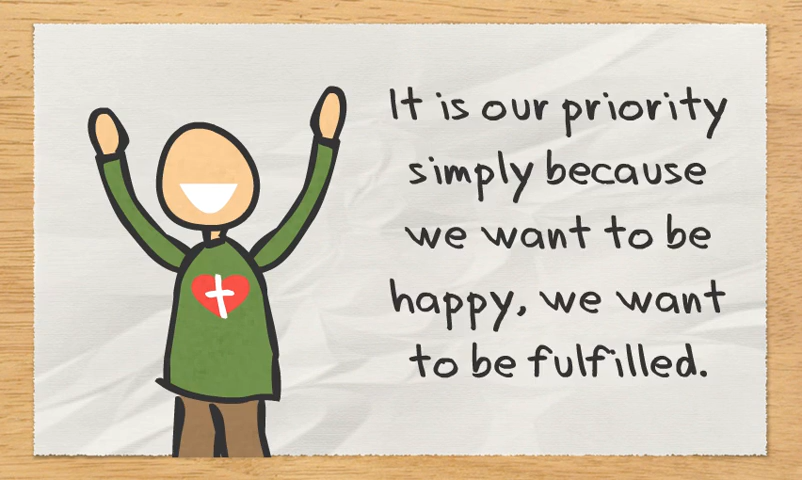 It is our priority
simply because
we want to be
happy, we want
to be fulfilled.